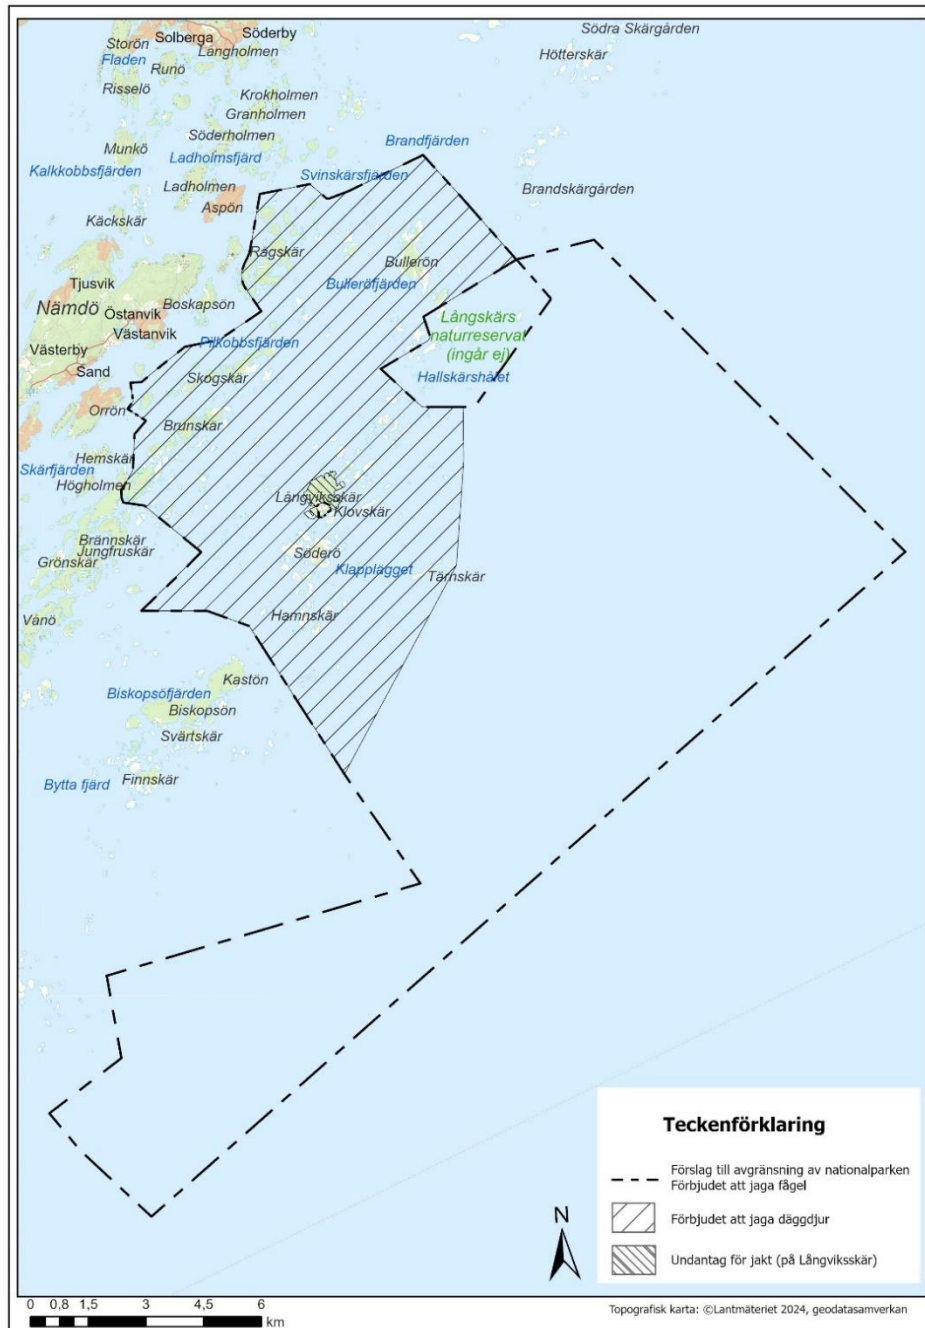 Södra Skärgården
Storön
Solberga
Söderby
Långholmen
Hötterskär
Fladen
Runö
Risselö
Krokholmen
Granholmen
Munkö
Söderholmen
Brandfjärden
Ladholmsfjärd
Kalkkobbsfjärden
Svinskärsfjärden
Ladholmen
Brandskärgården
Aspön
Käckskär
Rågskär
Bullerön
Tjusvik
Bulleröfjärden
Nämdö
Östanvik
Boskapsön
Långskärs
naturreservat
(ingår ej)
Västanvik
Västerby
Pilkobbsfjärden
Sand
Skogskär
Hallskärshålet
Orrön
Brunskär
Hemskär
Skärfjärden
Högholmen
Långviksskär
Klovskär
Brännskär
Jungfruskär
Grönskär
Söderö
Klapplägget
Tärnskär
Vånö
Hamnskär
Kastön
Biskopsöfjärden
Biskopsön
Svärtskär
Bytta fjärd
Finnskär
Teckenförklaring
Förslag till avgränsning av nationalparken
Förbjudet att jaga fågel
Förbjudet att jaga däggdjur
Undantag för jakt (på Långviksskär)
N
0 0,8 1,5 3 4,5 6
km
Topografisk karta: ©Lantmäteriet 2024, geodatasamverkan